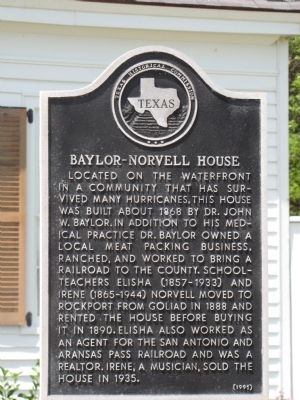 TEXAS HISTORICAL COMMISSION
TEXAS
BAYLOR-NORVELL HOUSE
LOCATED ON THE WATERFRONT
IN A COMMUNITY THAT HAS SUR-
VIVED MANY HURRICANES, THIS HOUSE
WAS BUILT ABOUT 1868 BY DR. JOHN
W. BAYLOR. IN ADDITION TO HIS MED-
ICAL PRACTICE DR. BAYLOR OWNED A
LOCAL MEAT PACKING BUSINESS,
RANCHED, AND WORKED TO BRING A
RAILROAD TO THE COUNTY. SCHOOL-
TEACHERS ELISHA (1857-1933) AND
IRENE (1865-1944) NORVELL MOVED TO
ROCKPORT FROM GOLIAD IN 1888 AND
RENTED THE HOUSE BEFORE BUYING
IT IN 1890. ELISHA ALSO WORKED AS
AN AGENT FOR THE SAN ANTONIO AND
ARANSAS PASS RAILROAD AND WAS A
REALTOR. IRENE, A MUSICIAN, SOLD THE
HOUSE IN 1935.
(1995)